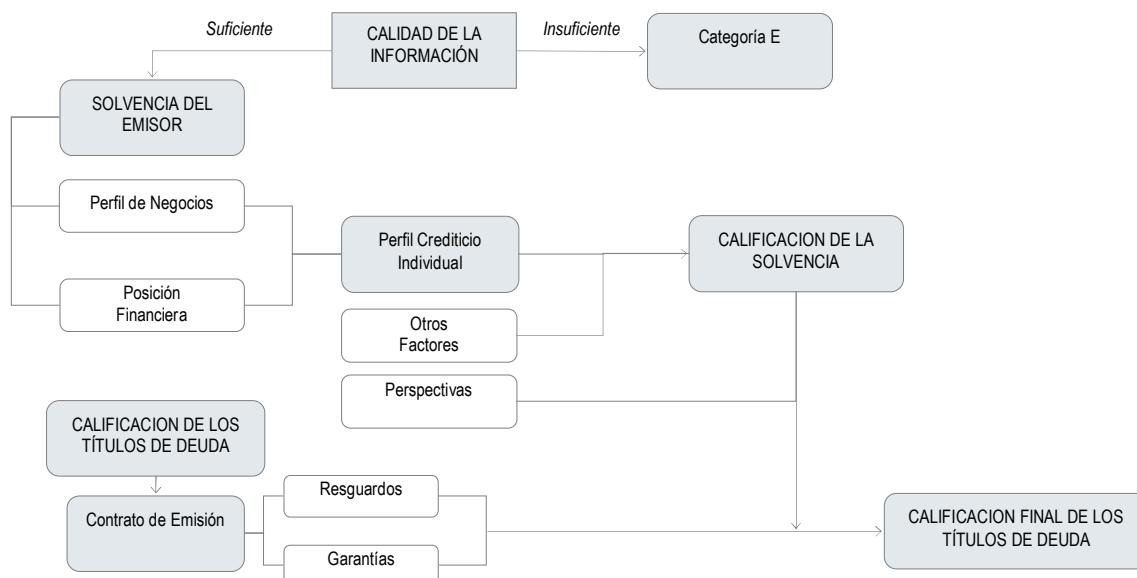 Suficiente
CALIDAD DE LA
INFORMACIÓN
Insuficiente
Categoría E
SOLVENCIA DEL
EMISOR
Perfil de Negocios
Perfil Crediticio
Individual
CALIFICACION DE LA
SOLVENCIA
Posición
Financiera
Otros
Factores
Perspectivas
CALIFICACION DE LOS
TÍTULOS DE DEUDA
Resguardos
Contrato de Emisión
CALIFICACION FINAL DE LOS
TÍTULOS DE DEUDA
Garantías